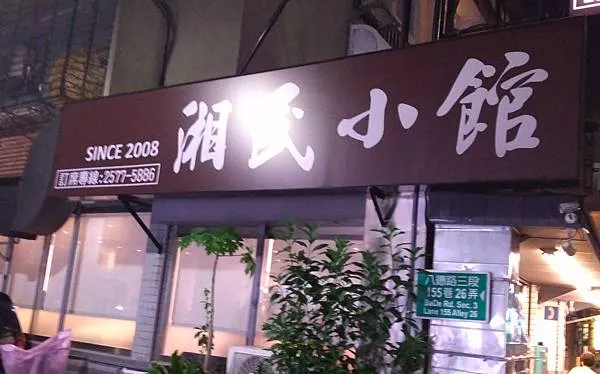 SINCE 2008
湘民小館
訂席專線:2577-5886
八德路三段
155巷26弄
BaDe Rd. Sec. 3
Lane 155 Alley 26